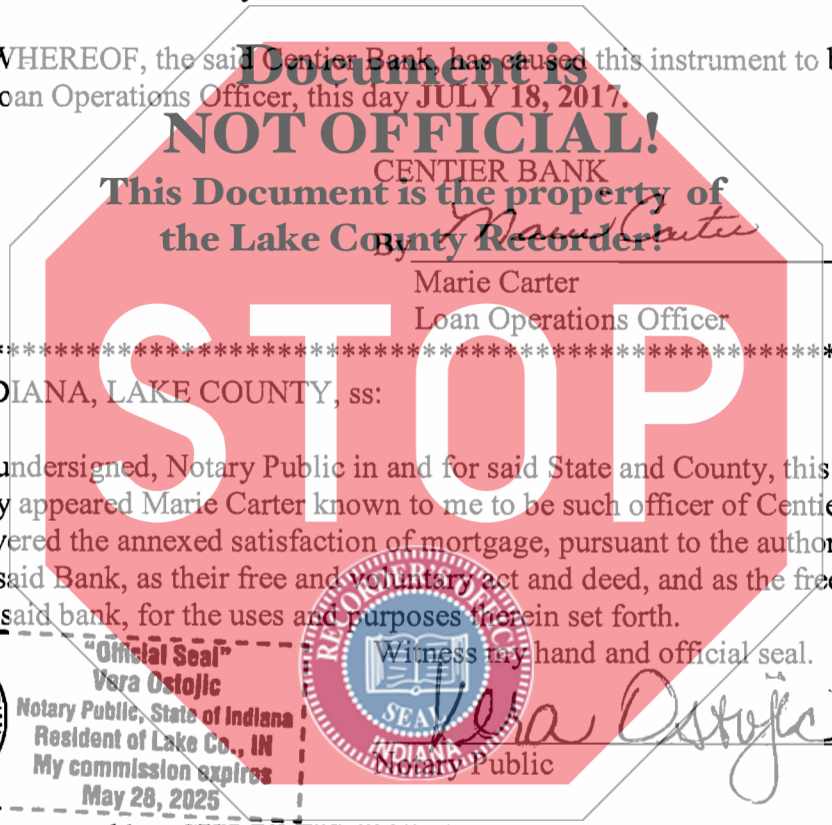 WHEREOF, the said Centier Bank, has caused this instrument to
oan Operations Officer, this day JULY 18, 2017.
Document is
NOT OFFICIAL!
This Document is the property of
the Lake County Recorder!
CENTIER BANK
By Marie Carter
Marie Carter
Loan Operations Officer
STOP
DIANA, LAKE COUNTY, ss:
undersigned, Notary Public in and for said State and County, this
y appeared Marie Carter known to me to be such officer of Centie
vered the annexed satisfaction of mortgage, pursuant to the author
said Bank, as their free and voluntary act and deed, and as the free
said bank, for the uses and purposes therein set forth.
Witness my hand and official seal.
Vera Ostojic
Notary Public
"Official Seal"
Vera Ostojic
Notary Public, State of Indiana
Resident of Lake Co., IN
My commission expires
May 28, 2025
SEAL
INDIANA